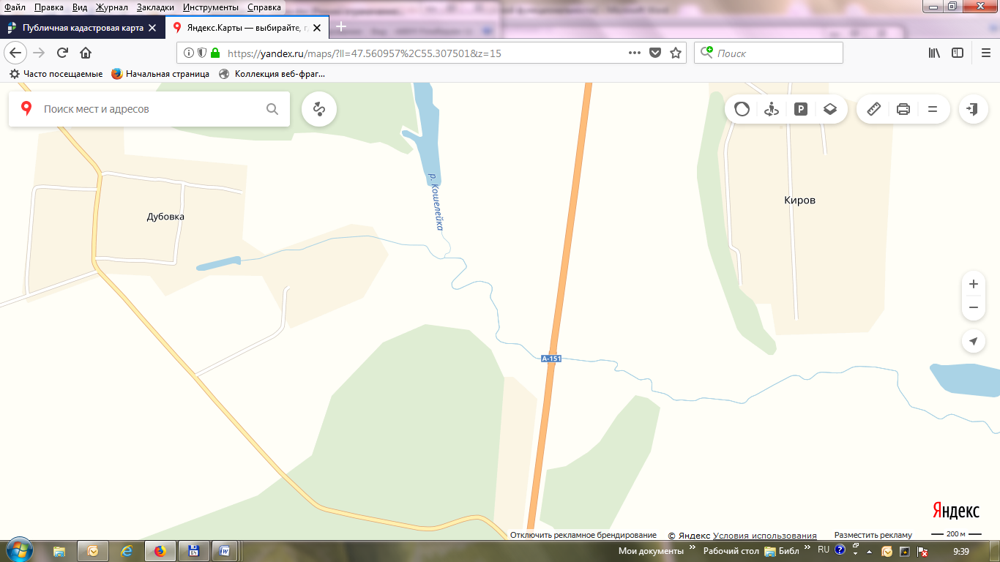 Файл Правка Вид Журнал Закладки Инструменты Справка
Публичная кадастровая карта
Яндекс.Карты — выбирайте, г
https://yandex.ru/maps/?ll=47.560957%2C55.307501&z=15
Поиск
Часто посещаемые Начальная страница Коллекция веб-фраг...
Поиск мест и адресов
P
р. Кошелейка
Киров
Дубовка
А-151
Яндекс
Отключить рекламное брендирование © Яндекс Условия использования Разместить рекламу 200 м
Мои документы » Рабочий стол Библ » RU 9:39